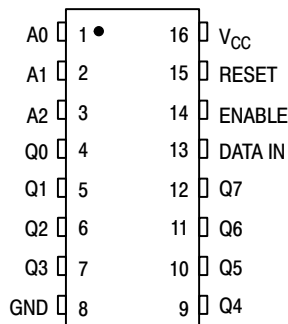 A0 1 16 VCC
A1 2 15 RESET
A2 3 14 ENABLE
Q0 4 13 DATA IN
Q1 5 12 Q7
Q2 6 11 Q6
Q3 7 10 Q5
GND 8 9 Q4